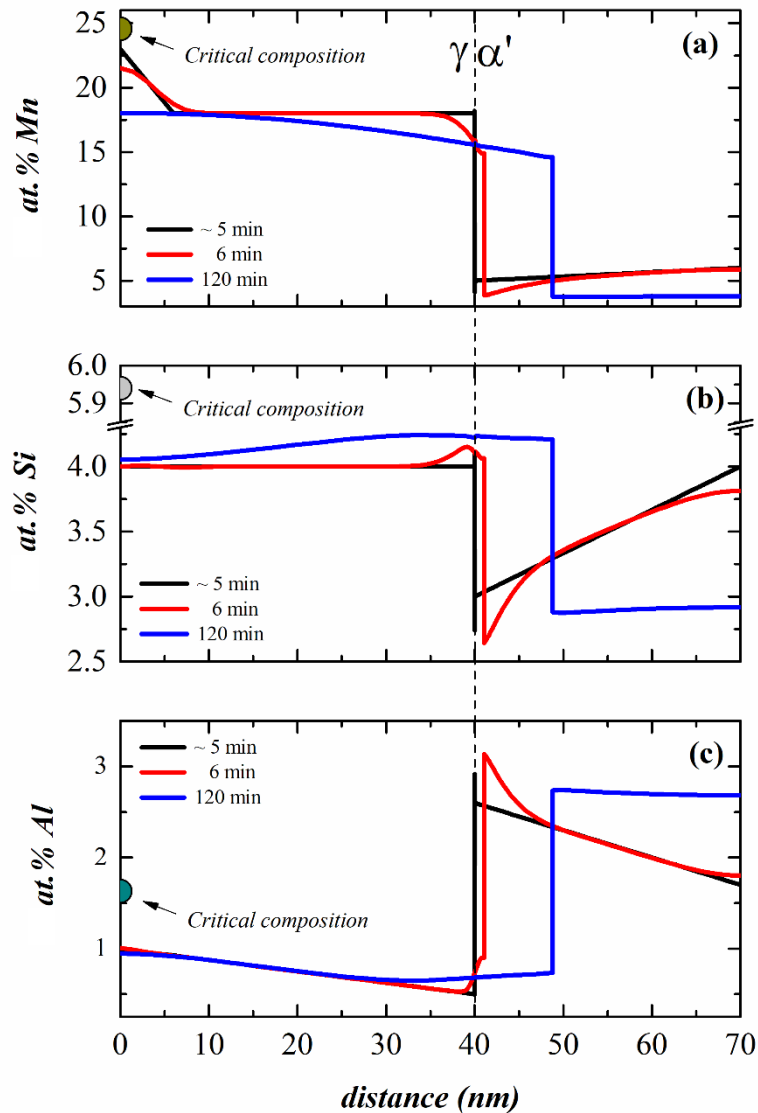 25
20
15
10
5
at.% Mn
Critical composition
γ α'
(a)
~ 5 min
6 min
120 min
6.0
5.9
4.0
3.5
3.0
2.5
at.% Si
Critical composition
(b)
~ 5 min
6 min
120 min
3
2
1
at.% Al
~ 5 min
6 min
120 min
(c)
Critical composition
0 10 20 30 40 50 60 70
distance (nm)